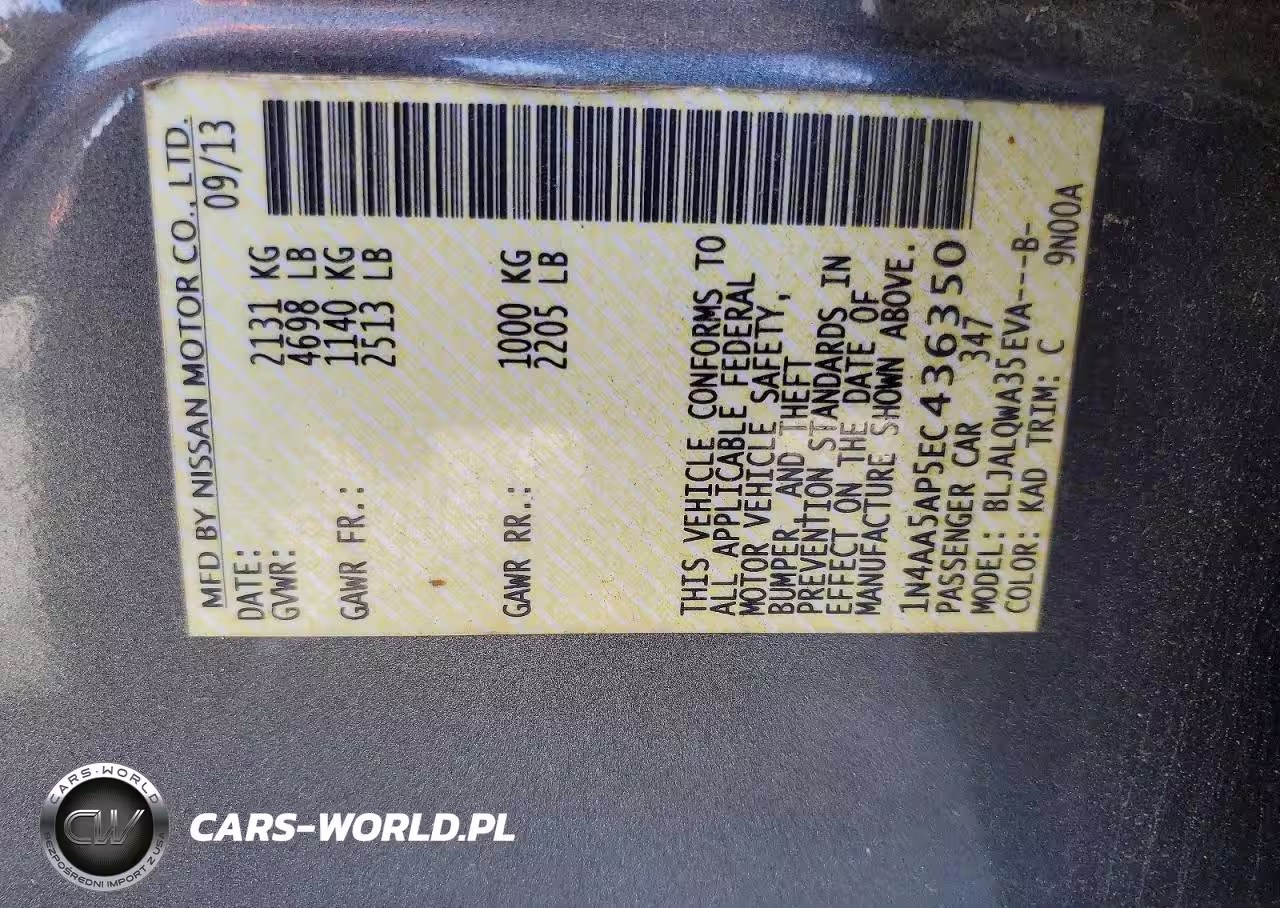 MFD BY NISSAN MOTOR CO., LTD.
DATE: 09/13
GVWR: 2131 KG
4698 LB
GAWR FR.: 1140 KG
2513 LB
GAWR RR.: 1000 KG
2205 LB
THIS VEHICLE CONFORMS TO
ALL APPLICABLE FEDERAL
MOTOR VEHICLE SAFETY,
BUMPER, AND THEFT
PREVENTION STANDARDS IN
EFFECT ON THE DATE OF
MANUFACTURE SHOWN ABOVE.
1N4AA5AP5EC436350
PASSENGER CAR 347
MODEL: BLJALQWA35EVA----B-
COLOR: KAD TRIM: C 9N00A
CARS-WORLD
CW
BEZPOŚREDNI IMPORT Z USA
CARS-WORLD.PL